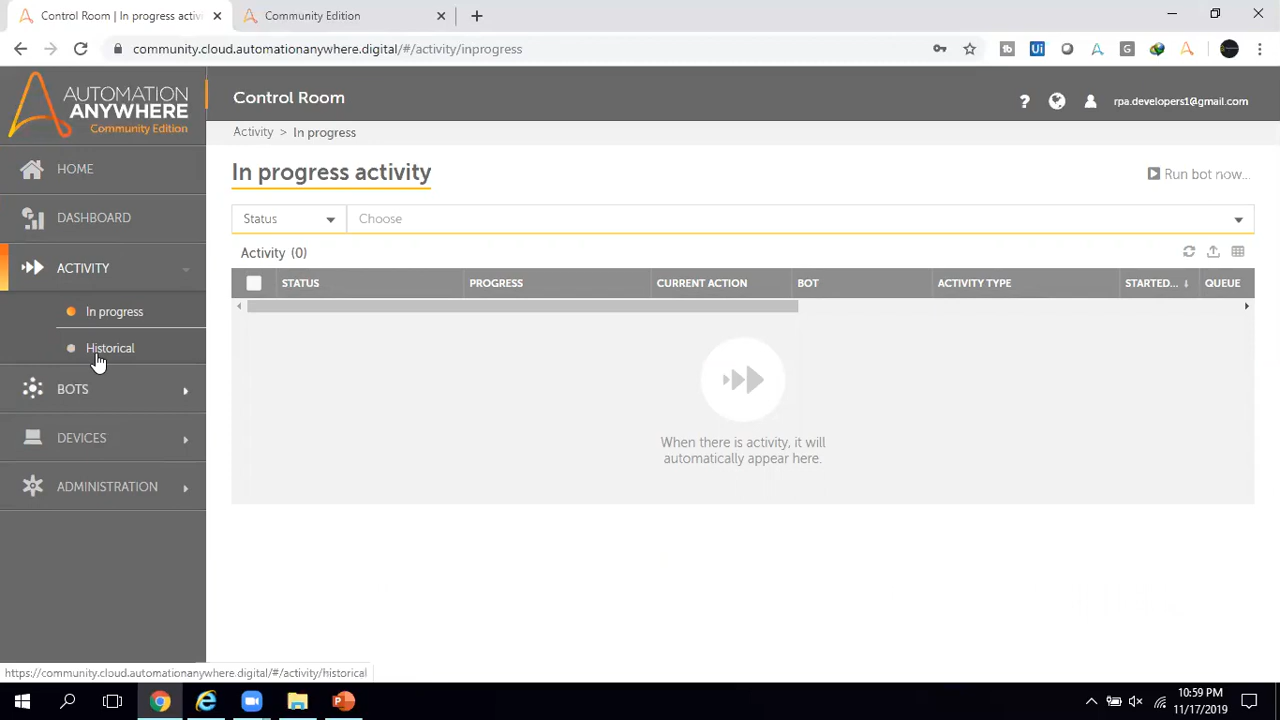 Control Room | In progress activi
Community Edition
community.cloud.automationanywhere.digital/#/activity/inprogress
AUTOMATION
ANYWHERE
Community Edition
Control Room
rpa.developers1@gmail.com
Activity > In progress
In progress activity
Run bot now...
HOME
DASHBOARD
ACTIVITY
In progress
Historical
BOTS
DEVICES
ADMINISTRATION
Status
Choose
Activity (0)
STATUS PROGRESS CURRENT ACTION BOT ACTIVITY TYPE STARTED... QUEUE
When there is activity, it will
automatically appear here.
https://community.cloud.automationanywhere.digital/#/activity/historical
10:59 PM
11/17/2019